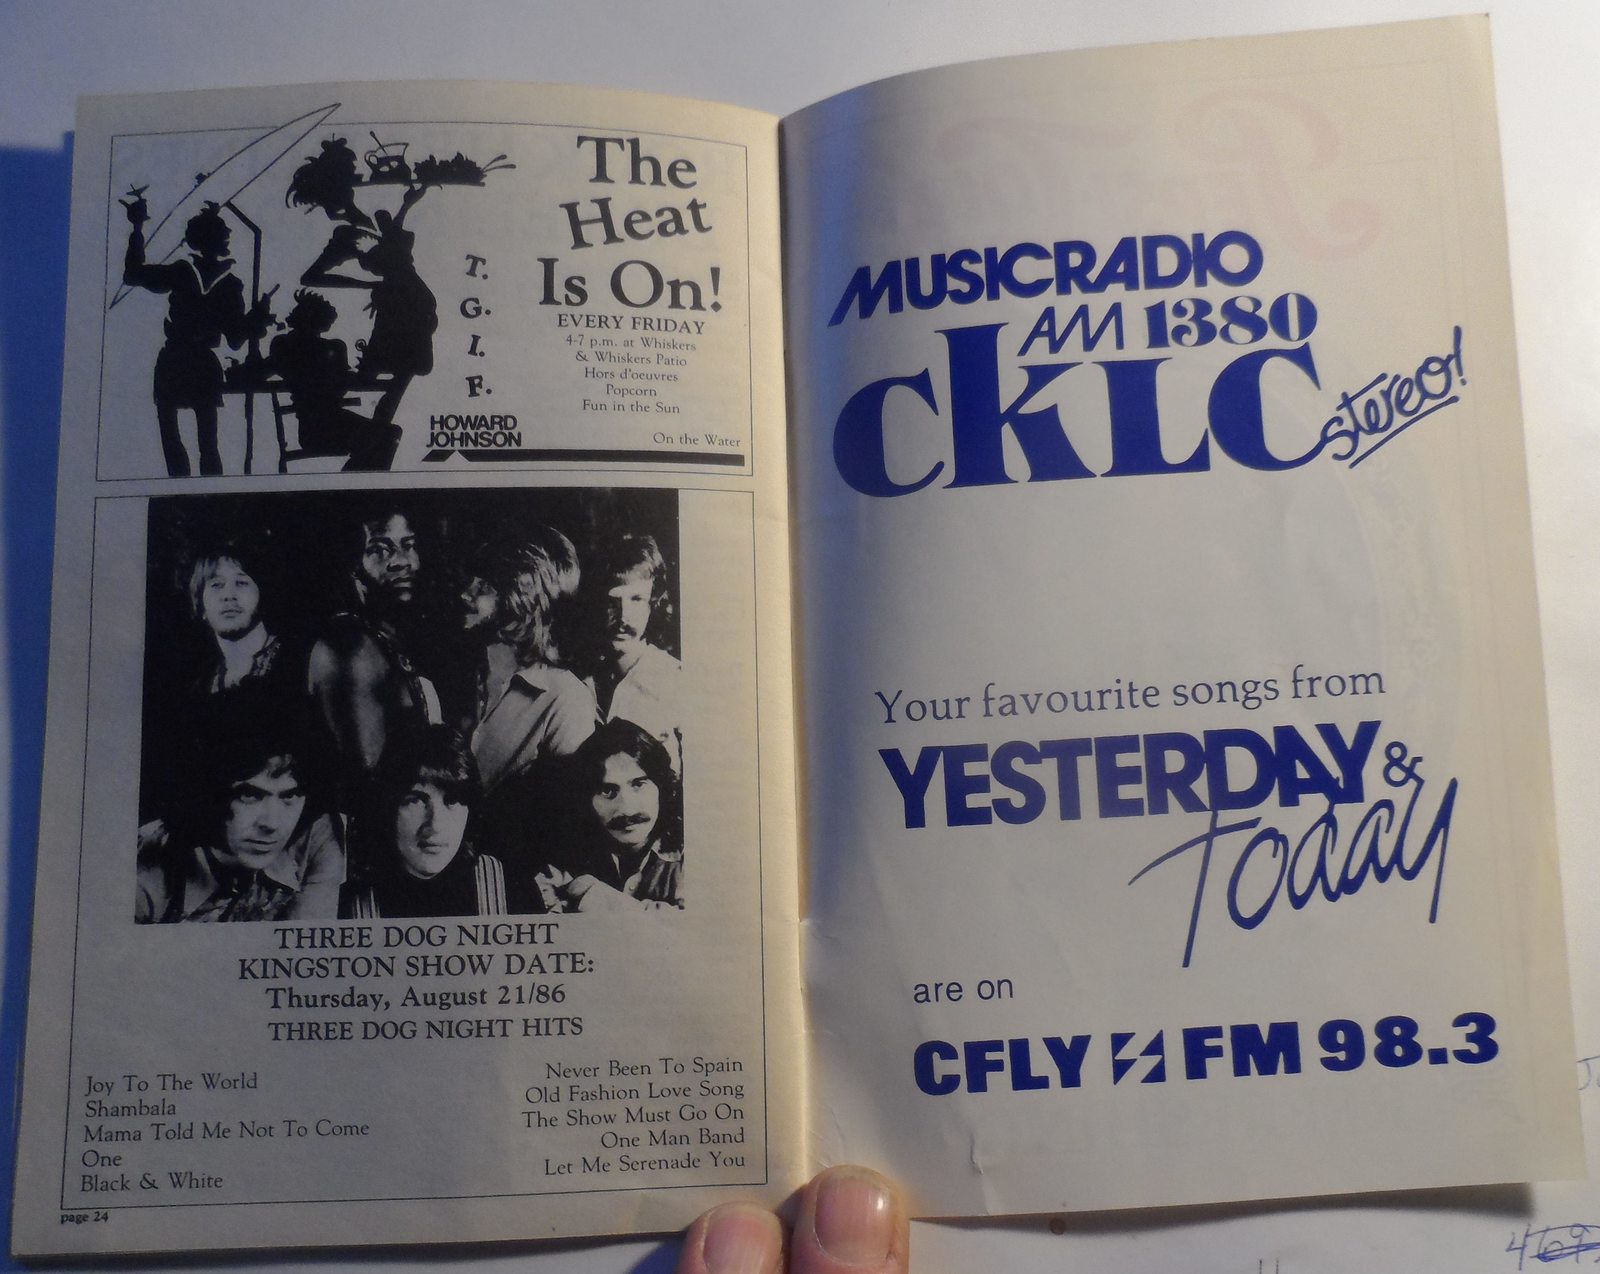 The
Heat
Is On!
T.
G.
I.
F.
EVERY FRIDAY
4-7 p.m. at Whiskers
& Whiskers Patio
Hors d'oeuvres
Popcorn
Fun in the Sun
On the Water
HOWARD
JOHNSON
THREE DOG NIGHT
KINGSTON SHOW DATE:
Thursday, August 21/86
THREE DOG NIGHT HITS
Joy To The World
Shambala
Mama Told Me Not To Come
One
Black & White
Never Been To Spain
Old Fashion Love Song
The Show Must Go On
One Man Band
Let Me Serenade You
page 24
MUSICRADIO
AM 1380
CKLC
stereo!
Your favourite songs from
YESTERDAY &
Today
are on
CFLY FM 98.3